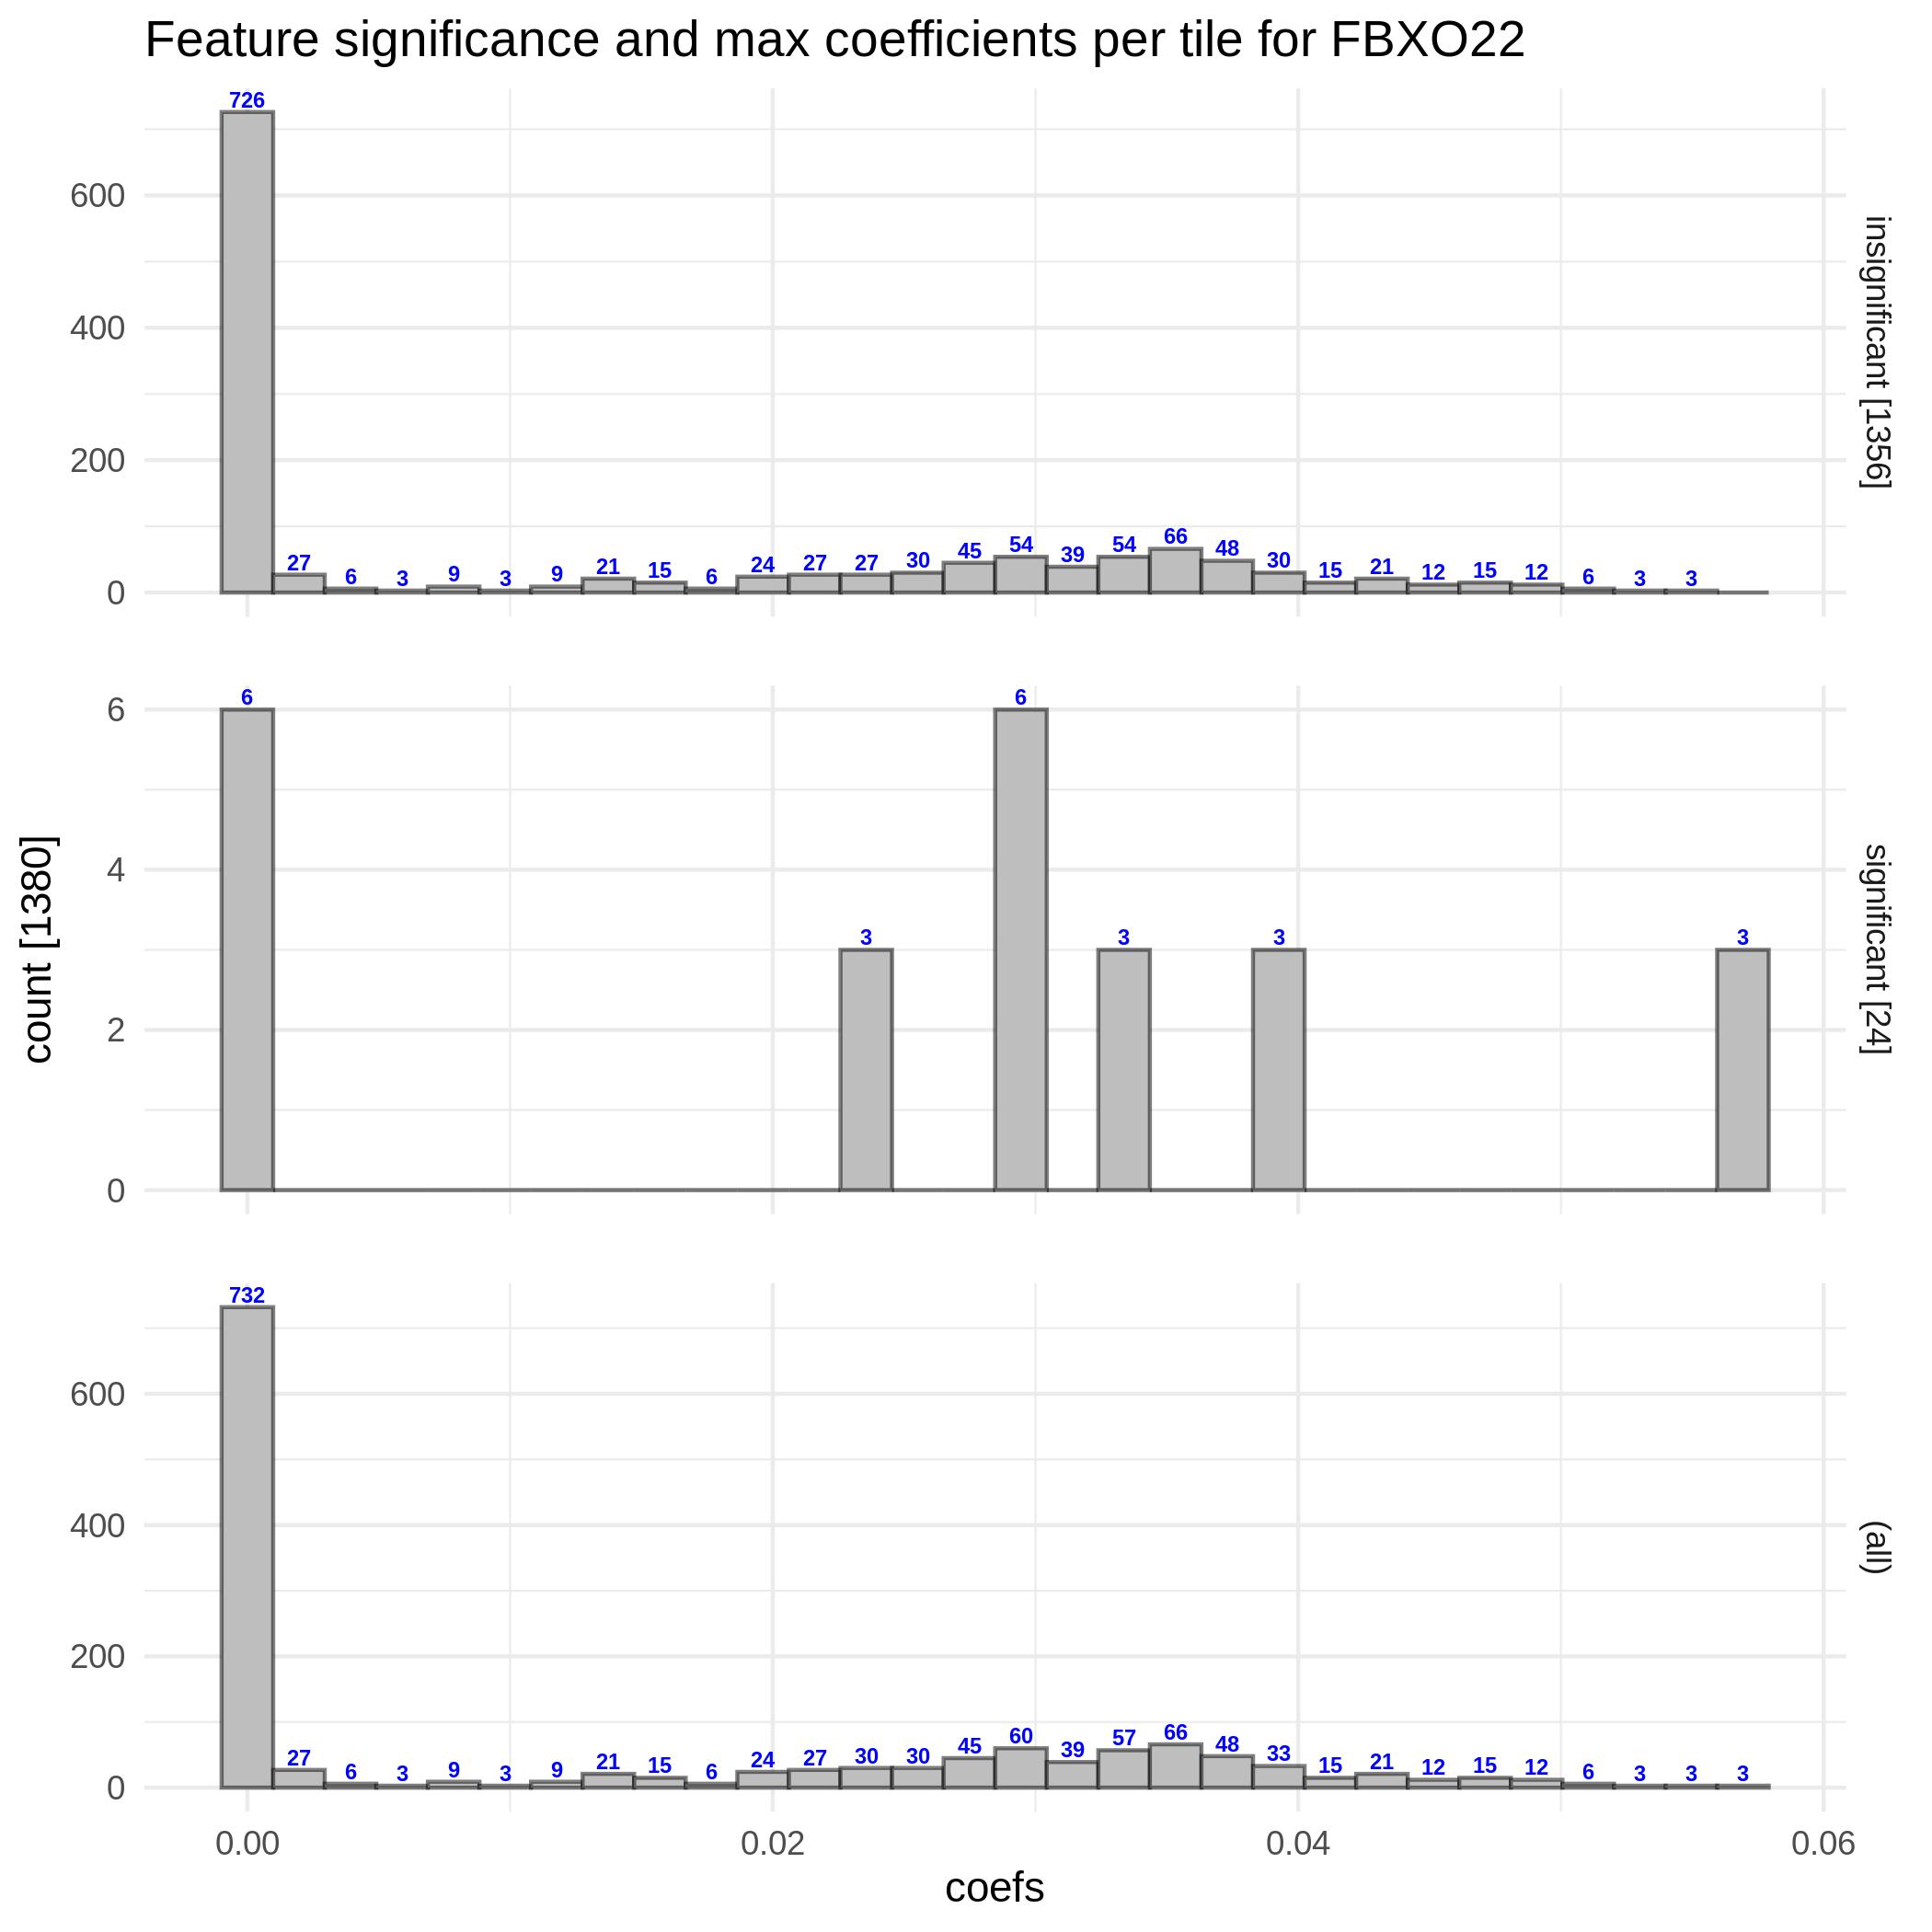 Feature significance and max coefficients per tile for FBXO22
726
27 6 3 9 3 9 21 15 6 24 27 27 30 45 54 39 54 66 48 30 15 21 12 15 12 6 3 3
600
400
200
0
insignificant [1356]
6 3 6 3 3 3
6
4
2
0
significant [24]
count [1380]
732
27 6 3 9 3 9 21 15 6 24 27 30 30 45 60 39 57 66 48 33 15 21 12 15 12 6 3 3 3
600
400
200
0
(all)
0.00 0.02 0.04 0.06
coefs